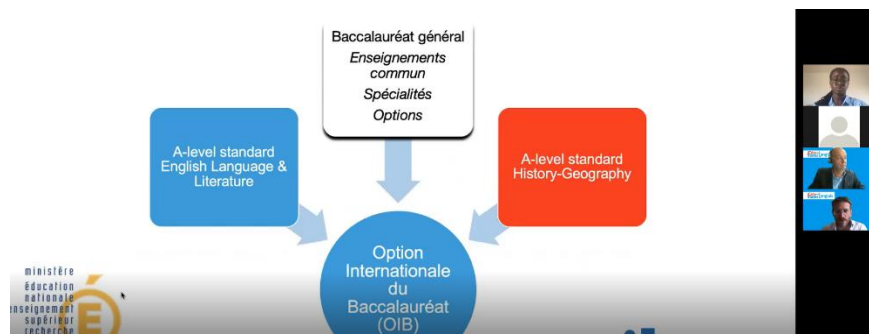 Baccalauréat général
Enseignements
commun
Spécialités
Options
A-level standard
English Language &
Literature
A-level standard
History-Geography
Option
Internationale
du
Baccalauréat
(OIB)
ministère
éducation
nationale
enseignement
supérieur
recherche
É